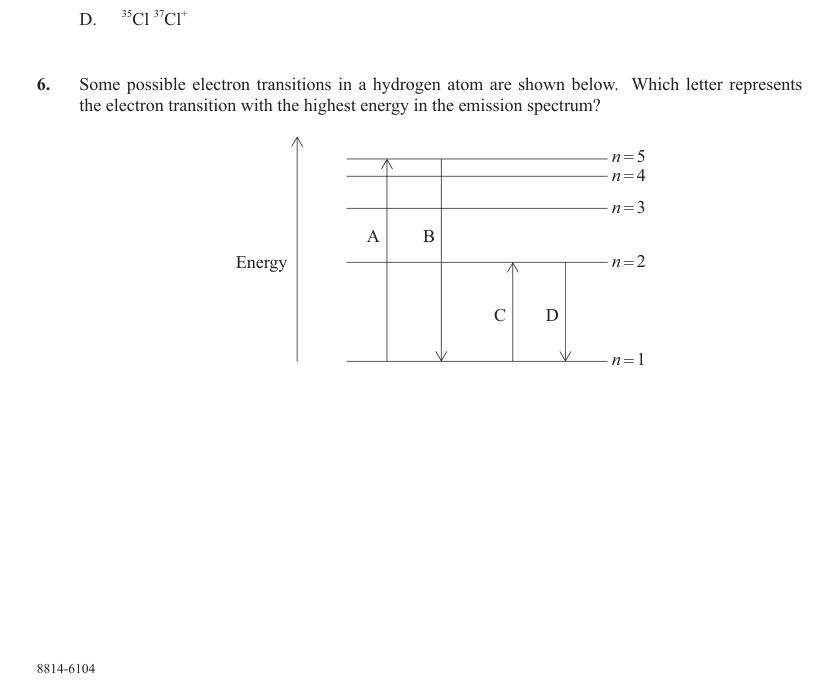 D. ³⁵Cl ³⁷Cl⁺
6. Some possible electron transitions in a hydrogen atom are shown below. Which letter represents
the electron transition with the highest energy in the emission spectrum?
n=5
n=4
n=3
A B
Energy
n=2
C D
n=1
8814-6104